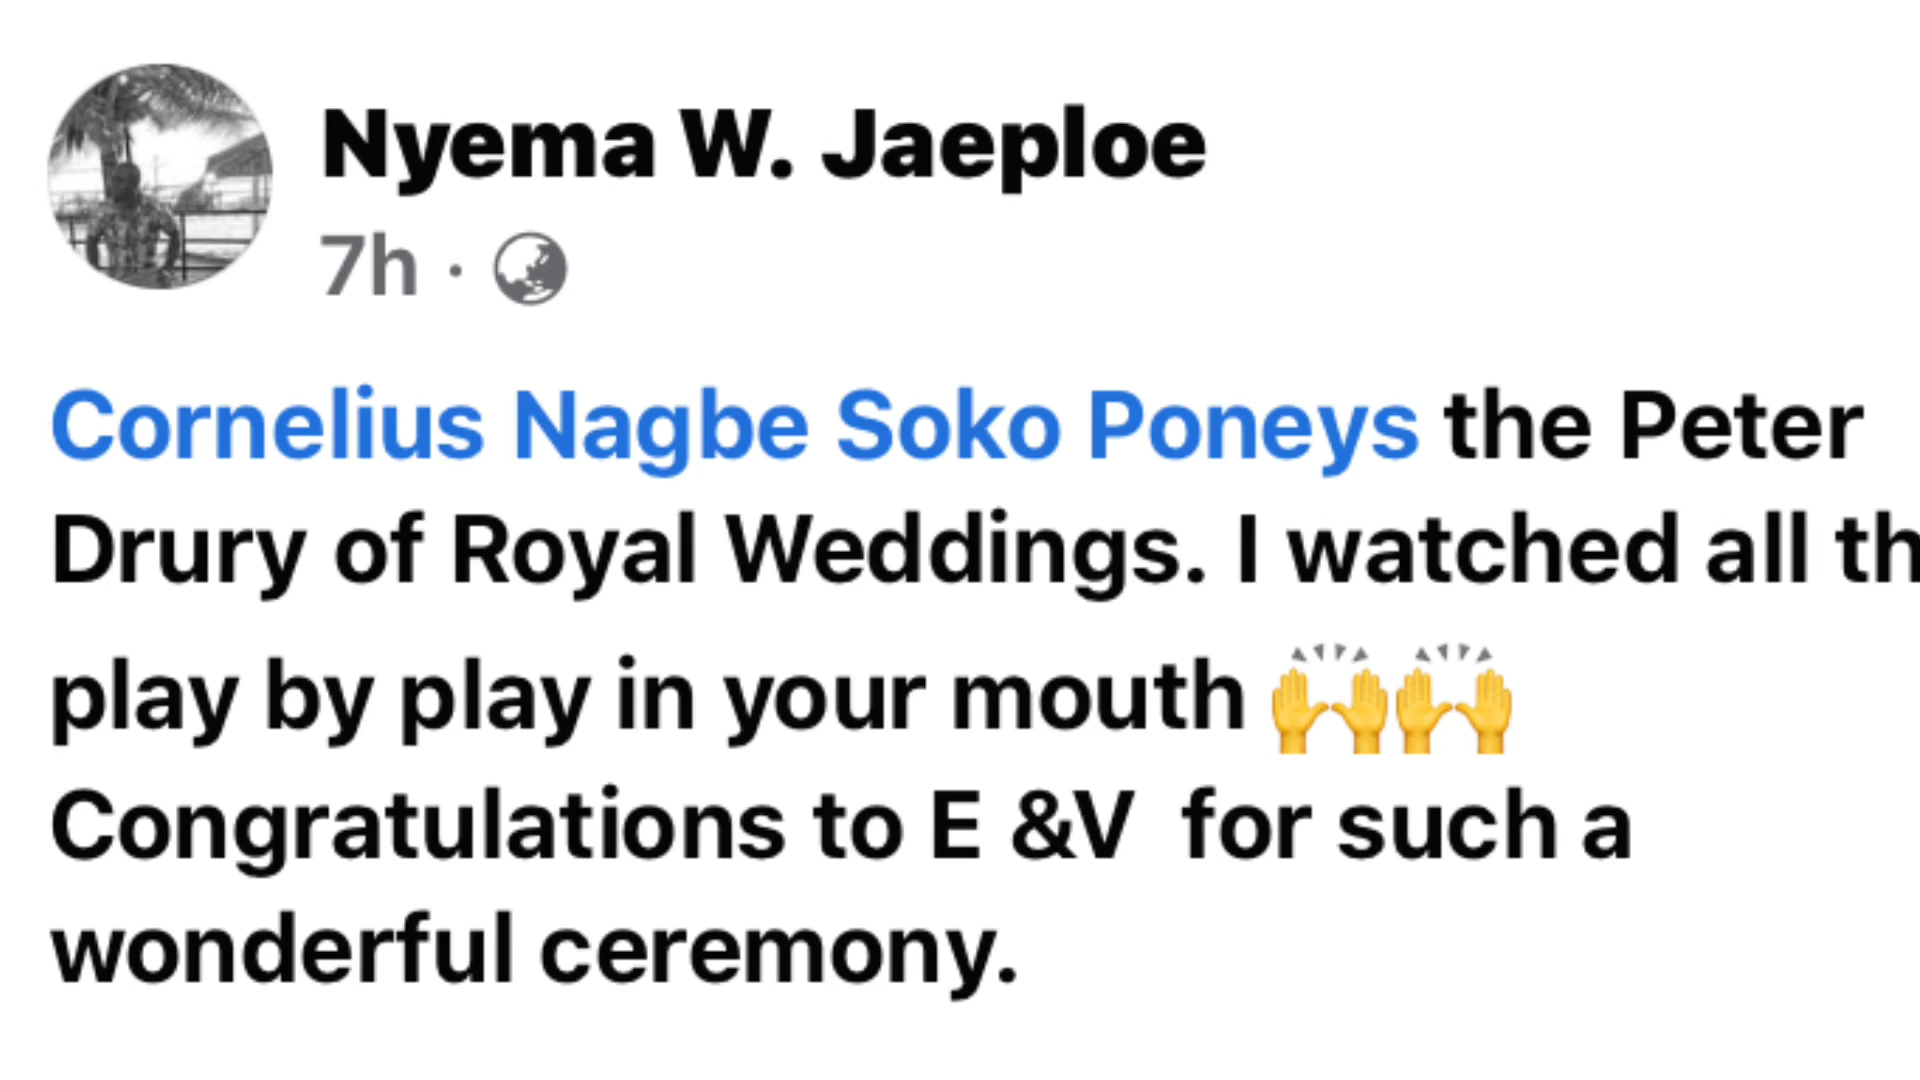 Nyema W. Jaeploe
7h ·
Cornelius Nagbe Soko Poneys the Peter
Drury of Royal Weddings. I watched all th
play by play in your mouth 🙌🙌
Congratulations to E &V  for such a
wonderful ceremony.